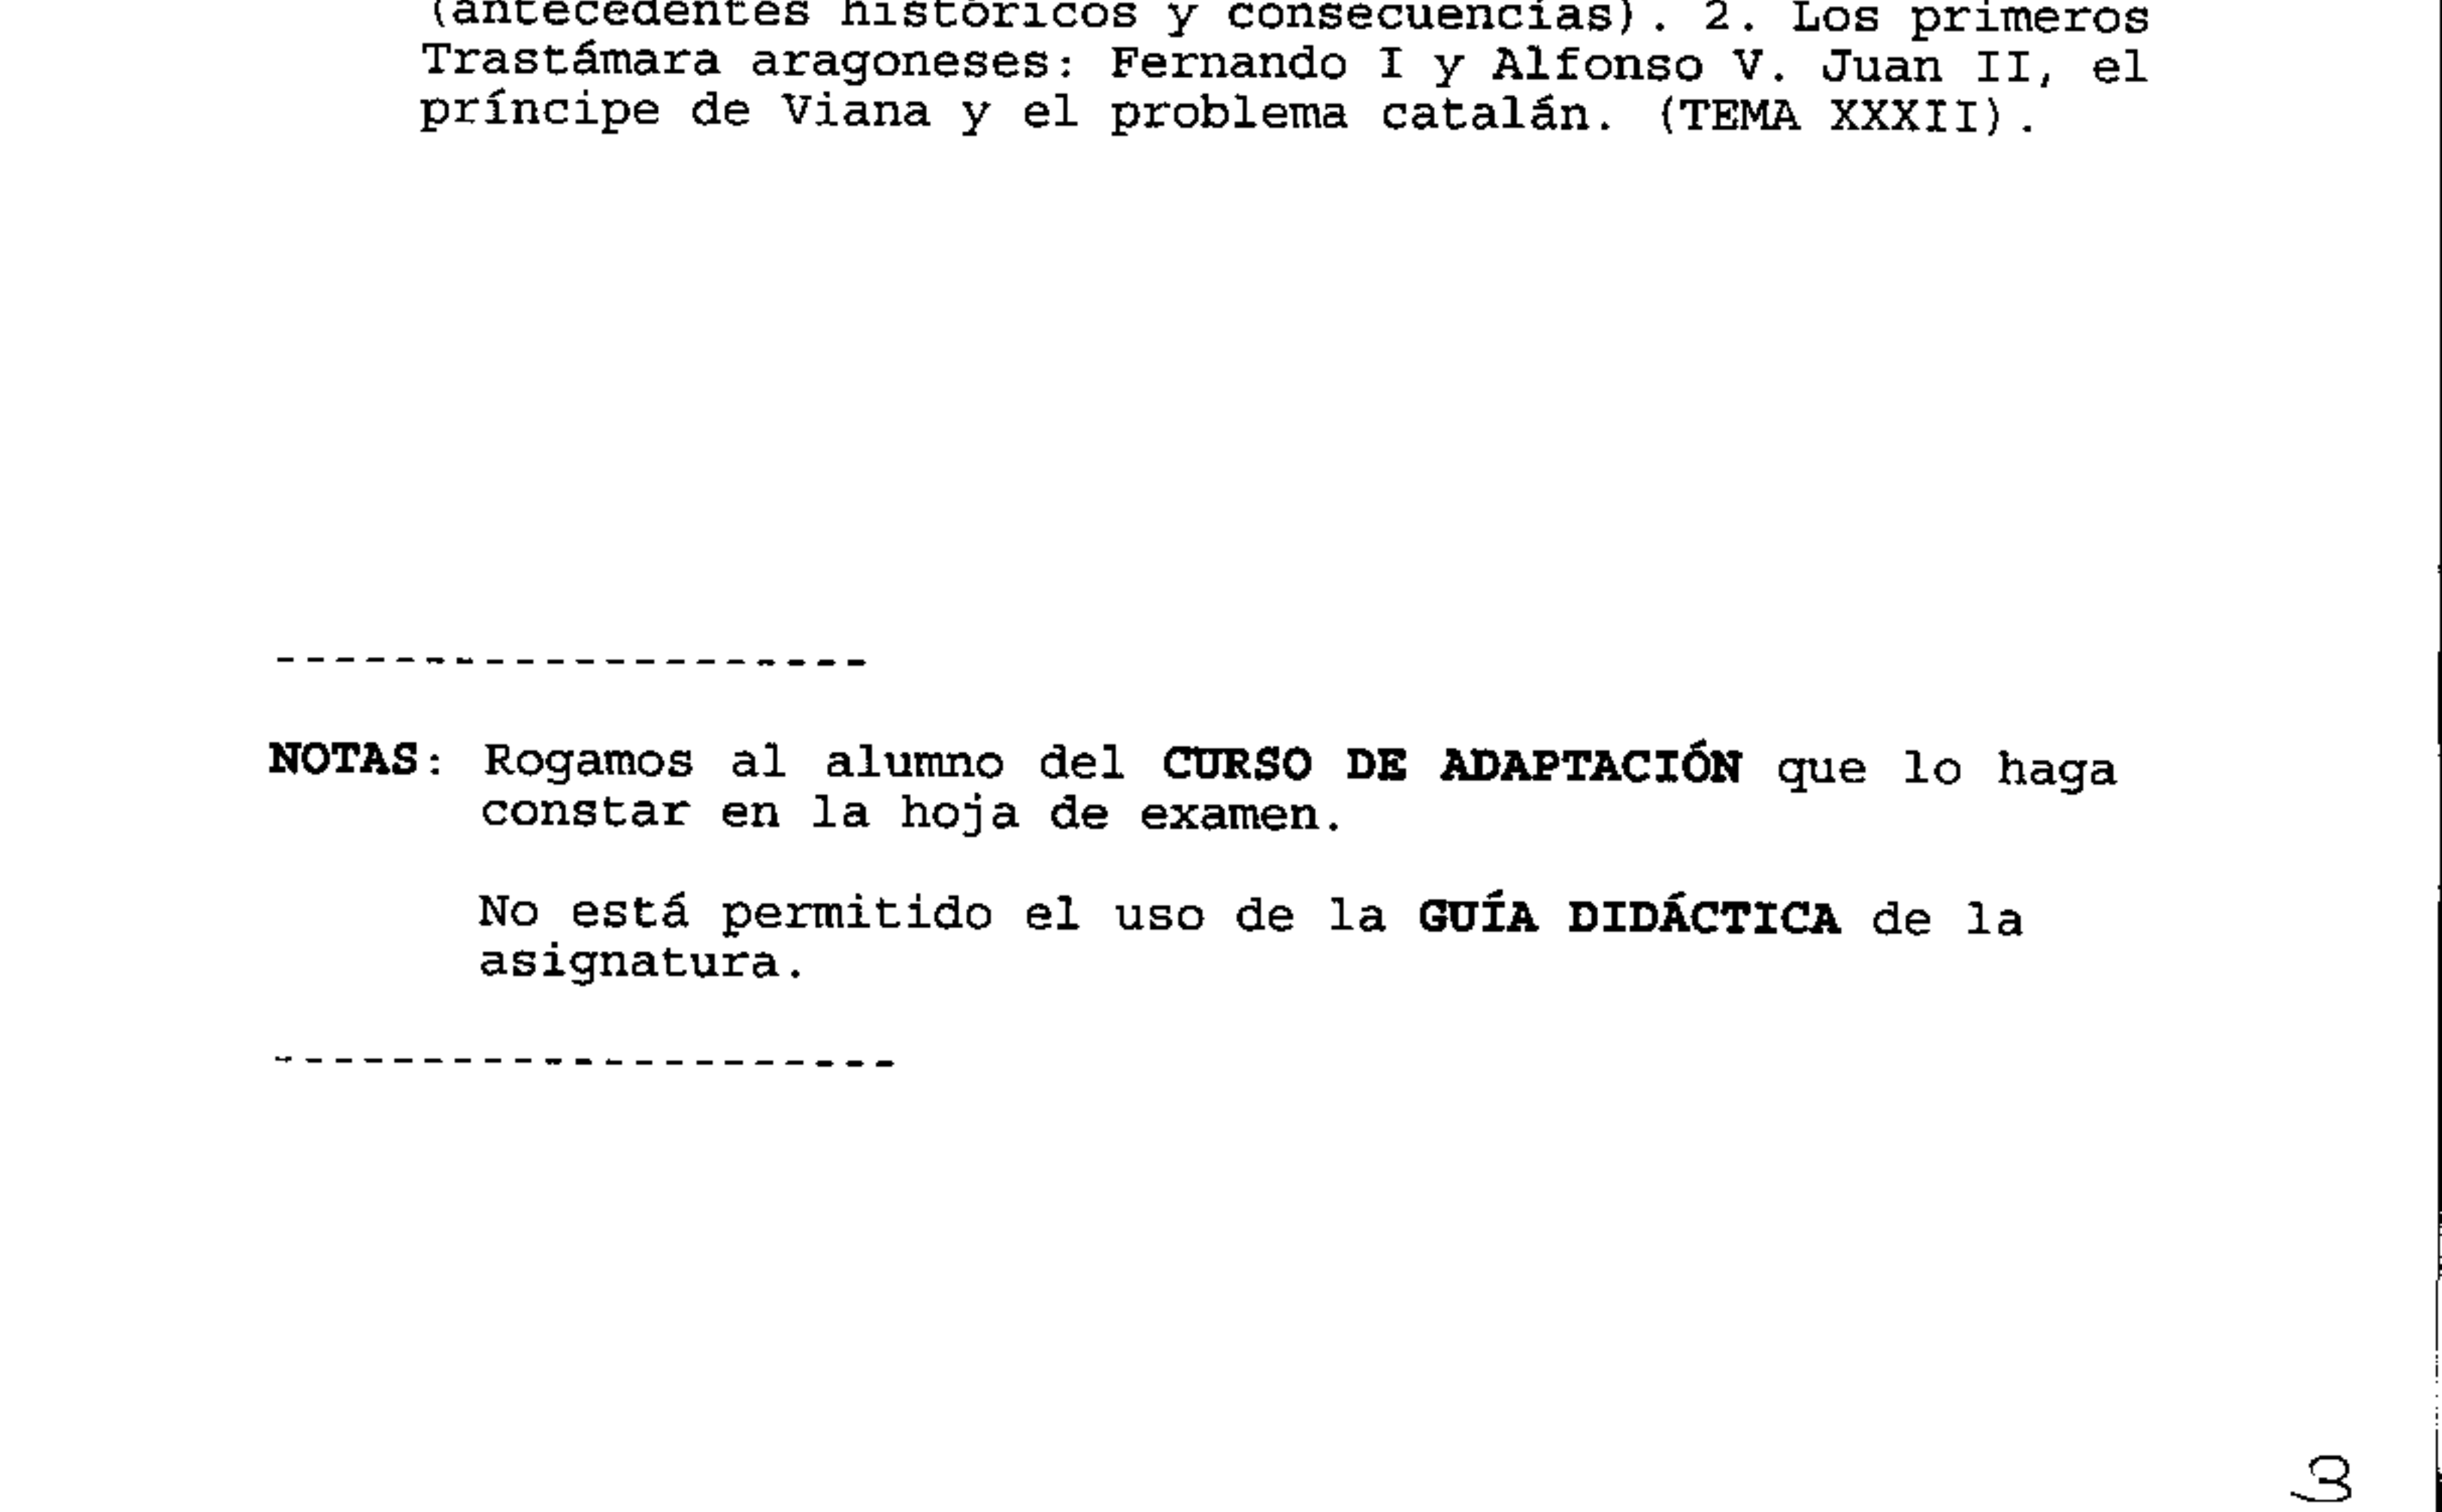 (antecedentes históricos y consecuencias). 2. Los primeros
Trastámara aragoneses: Fernando I y Alfonso V. Juan II, el
príncipe de Viana y el problema catalán. (TEMA XXXII).
--------------------
NOTAS: Rogamos al alumno del CURSO DE ADAPTACIÓN que lo haga
constar en la hoja de examen.
No está permitido el uso de la GUÍA DIDÁCTICA de la
asignatura.
---------------------
3